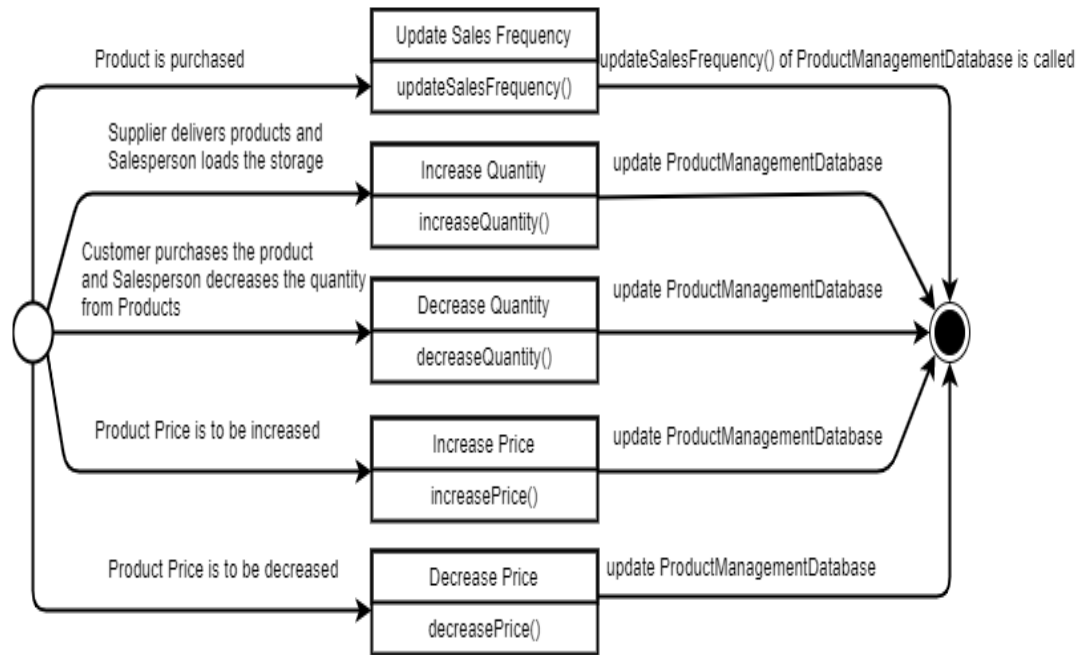 Update Sales Frequency
Product is purchased
updateSalesFrequency() of ProductManagementDatabase is called
updateSalesFrequency()
Supplier delivers products and
Salesperson loads the storage
Increase Quantity
update ProductManagementDatabase
increaseQuantity()
Customer purchases the product
and Salesperson decreases the quantity
from Products
Decrease Quantity
update ProductManagementDatabase
decreaseQuantity()
Product Price is to be increased
Increase Price
update ProductManagementDatabase
increasePrice()
Product Price is to be decreased
Decrease Price
update ProductManagementDatabase
decreasePrice()